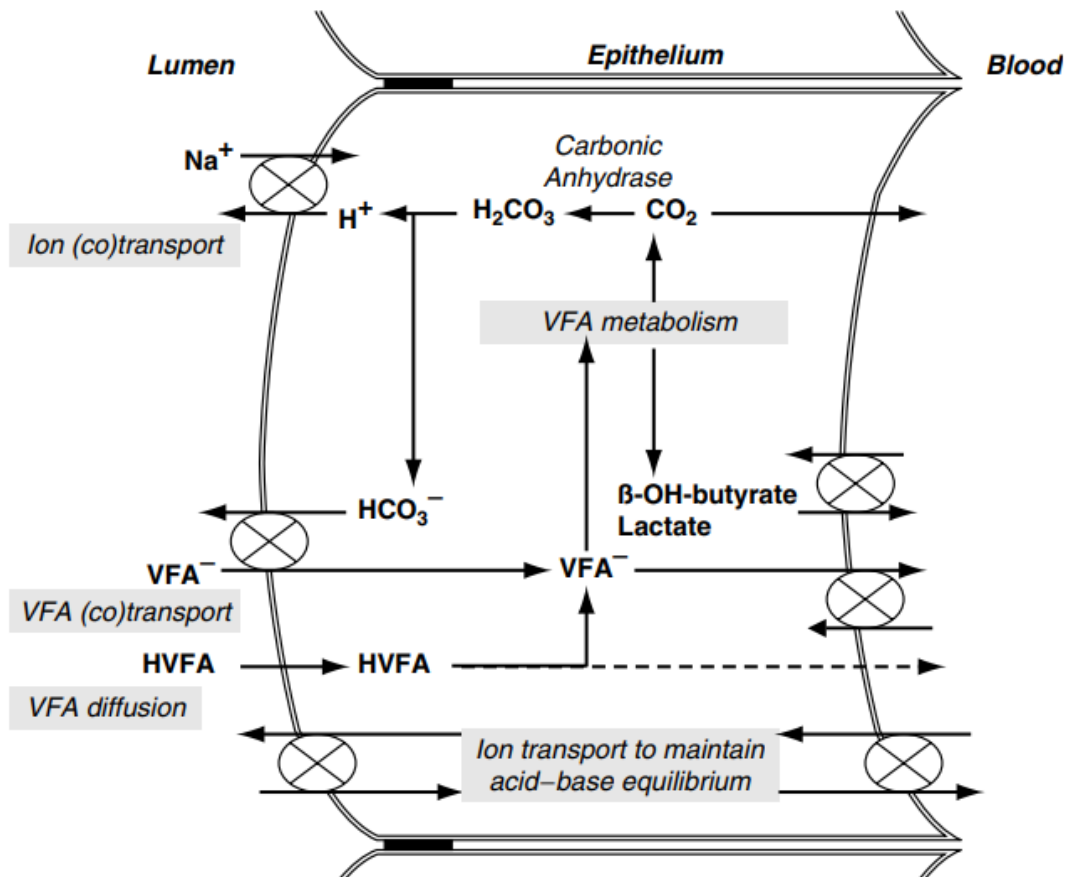 Lumen
Epithelium
Blood
Na⁺
Carbonic
Anhydrase
H⁺
H₂CO₃
CO₂
Ion (co)transport
VFA metabolism
ß-OH-butyrate
HCO₃⁻
Lactate
VFA⁻
VFA⁻
VFA (co)transport
HVFA
HVFA
VFA diffusion
Ion transport to maintain
acid–base equilibrium